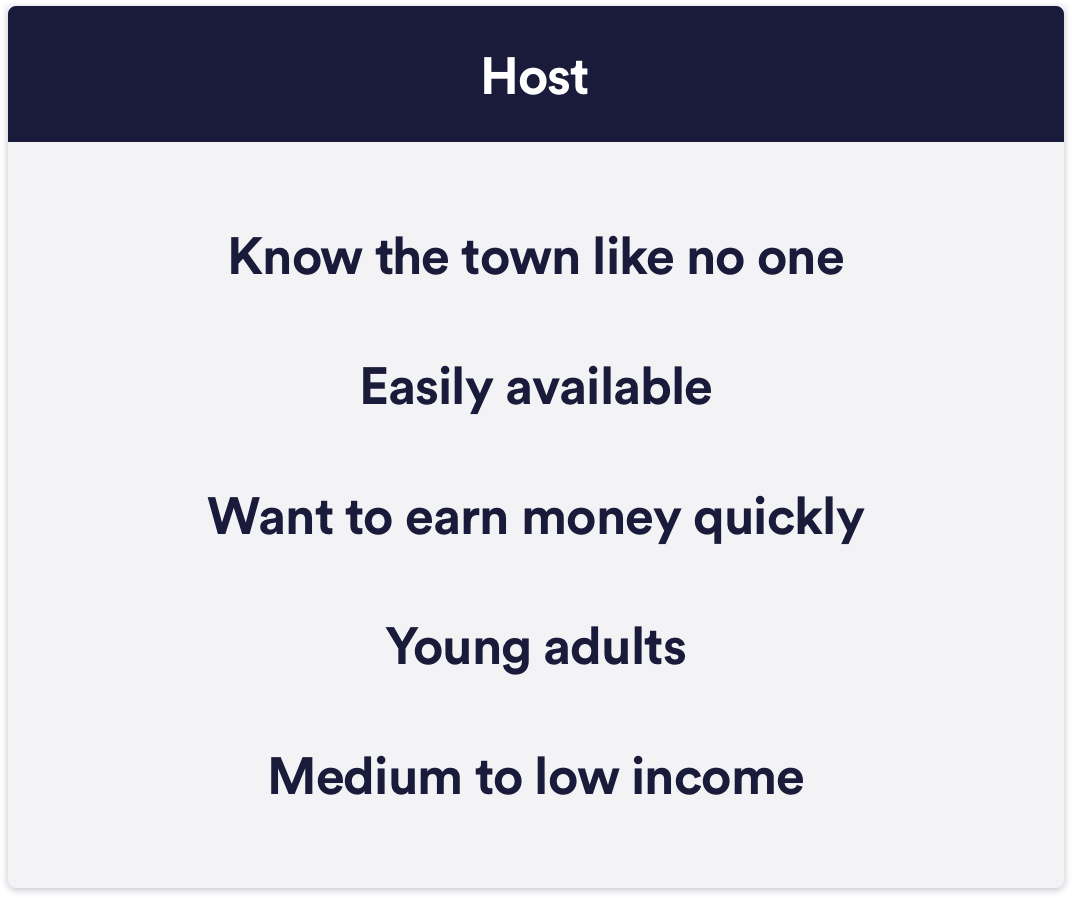 Host
Know the town like no one
Easily available
Want to earn money quickly
Young adults
Medium to low income